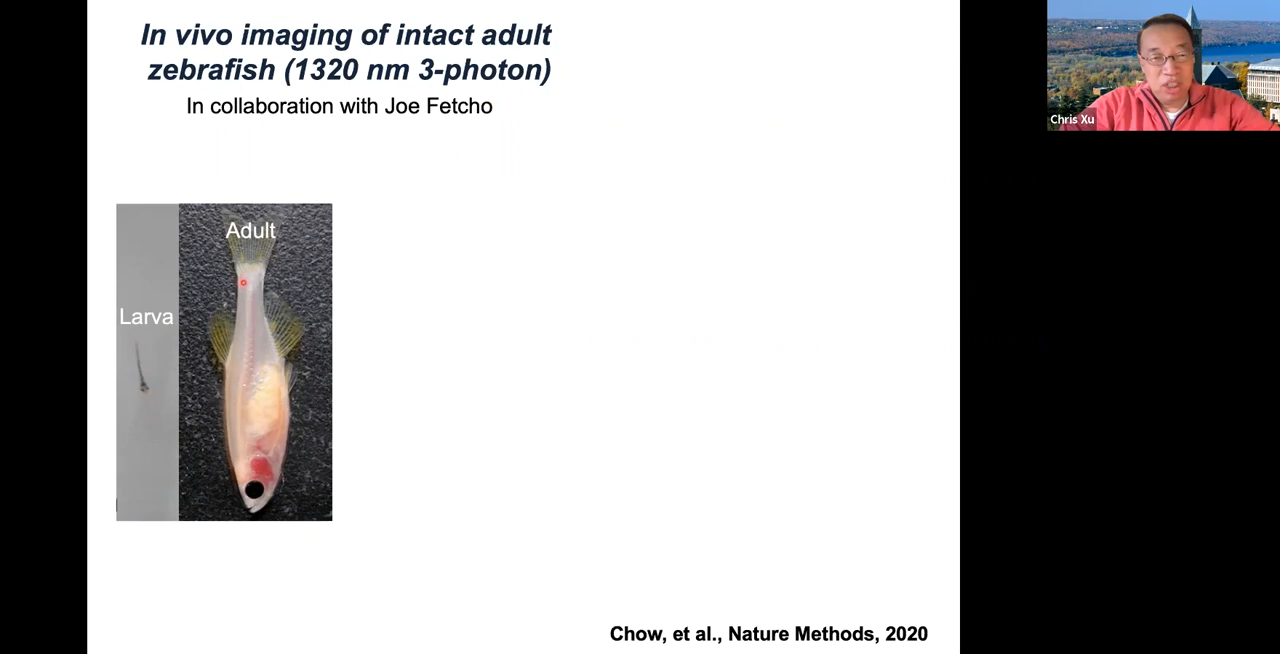 In vivo imaging of intact adult
zebrafish (1320 nm 3-photon)
In collaboration with Joe Fetcho
Chris Xu
Adult
Larva
Chow, et al., Nature Methods, 2020